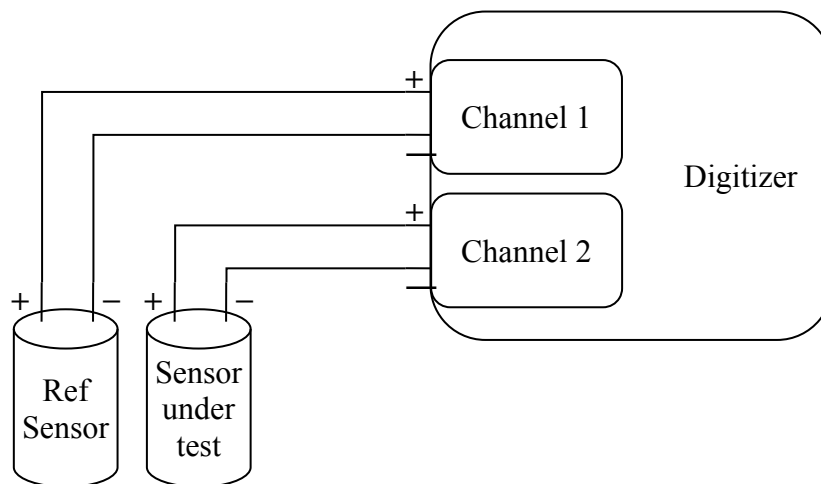 +
Channel 1
—
Digitizer
+
Channel 2
—
+ −
+ −
Ref
Sensor
Sensor
under
test